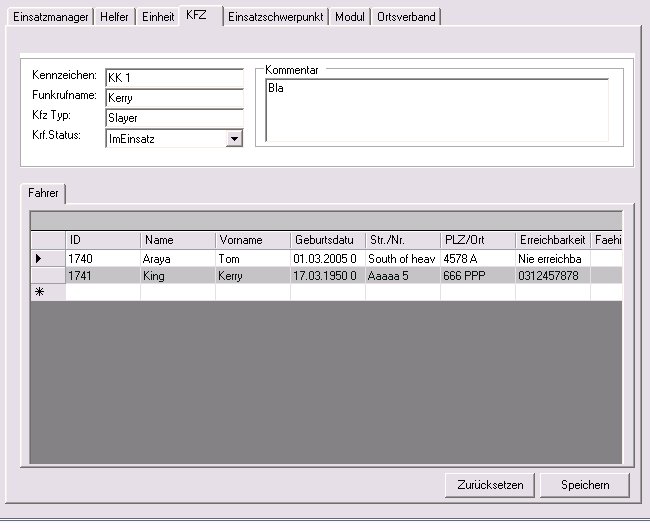 Einsatzmanager Helfer Einheit KFZ Einsatzschwerpunkt Modul Ortsverband
Kennzeichen: KK 1
Funkrufname: Kerry
Kfz Typ: Slayer
Krf.Status: ImEinsatz
Kommentar
Bla
Fahrer
ID Name Vorname Geburtsdatu Str./Nr. PLZ/Ort Erreichbarkeit Faehi
1740 Araya Tom 01.03.2005 0 South of heav 4578 A Nie erreichba
1741 King Kerry 17.03.1950 0 Aaaaa 5 666 PPP 0312457878
Zurücksetzen Speichern